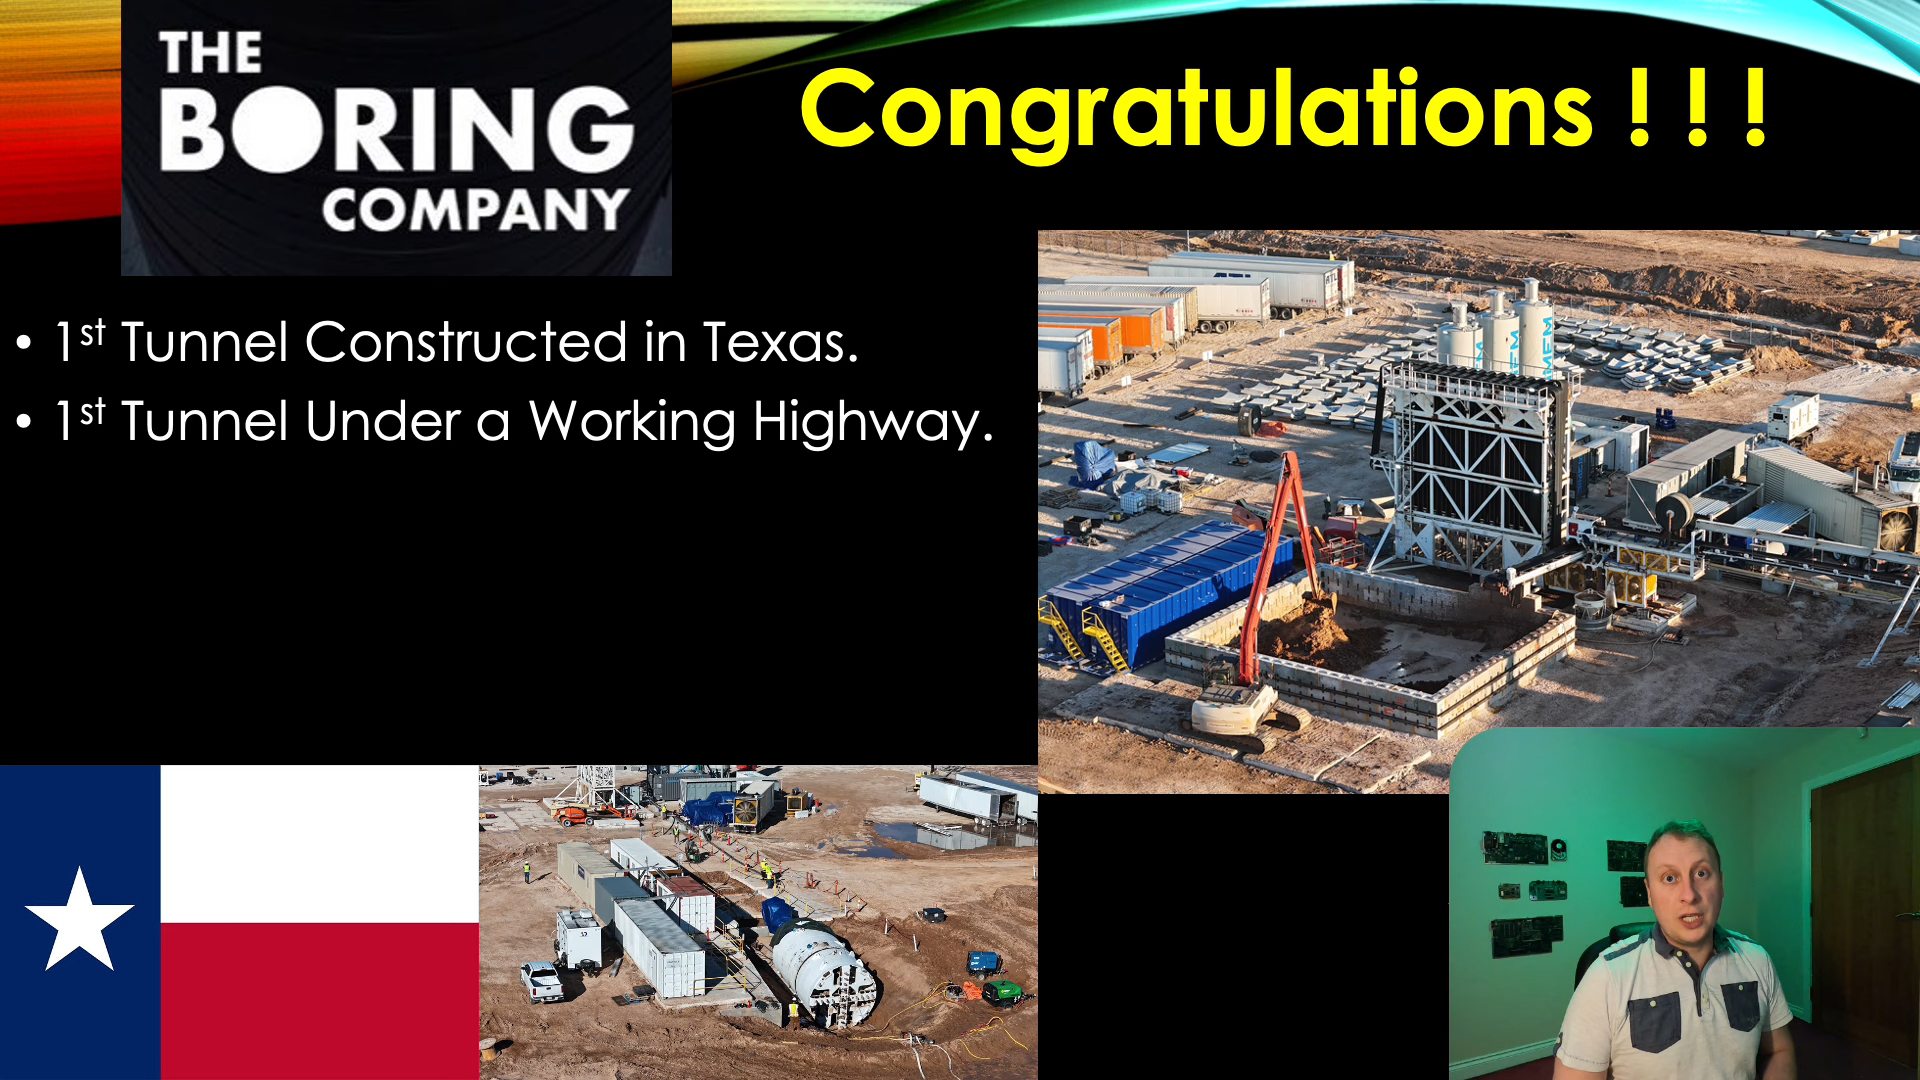 THE
BORING
COMPANY
Congratulations ! ! !
• 1st Tunnel Constructed in Texas.
• 1st Tunnel Under a Working Highway.